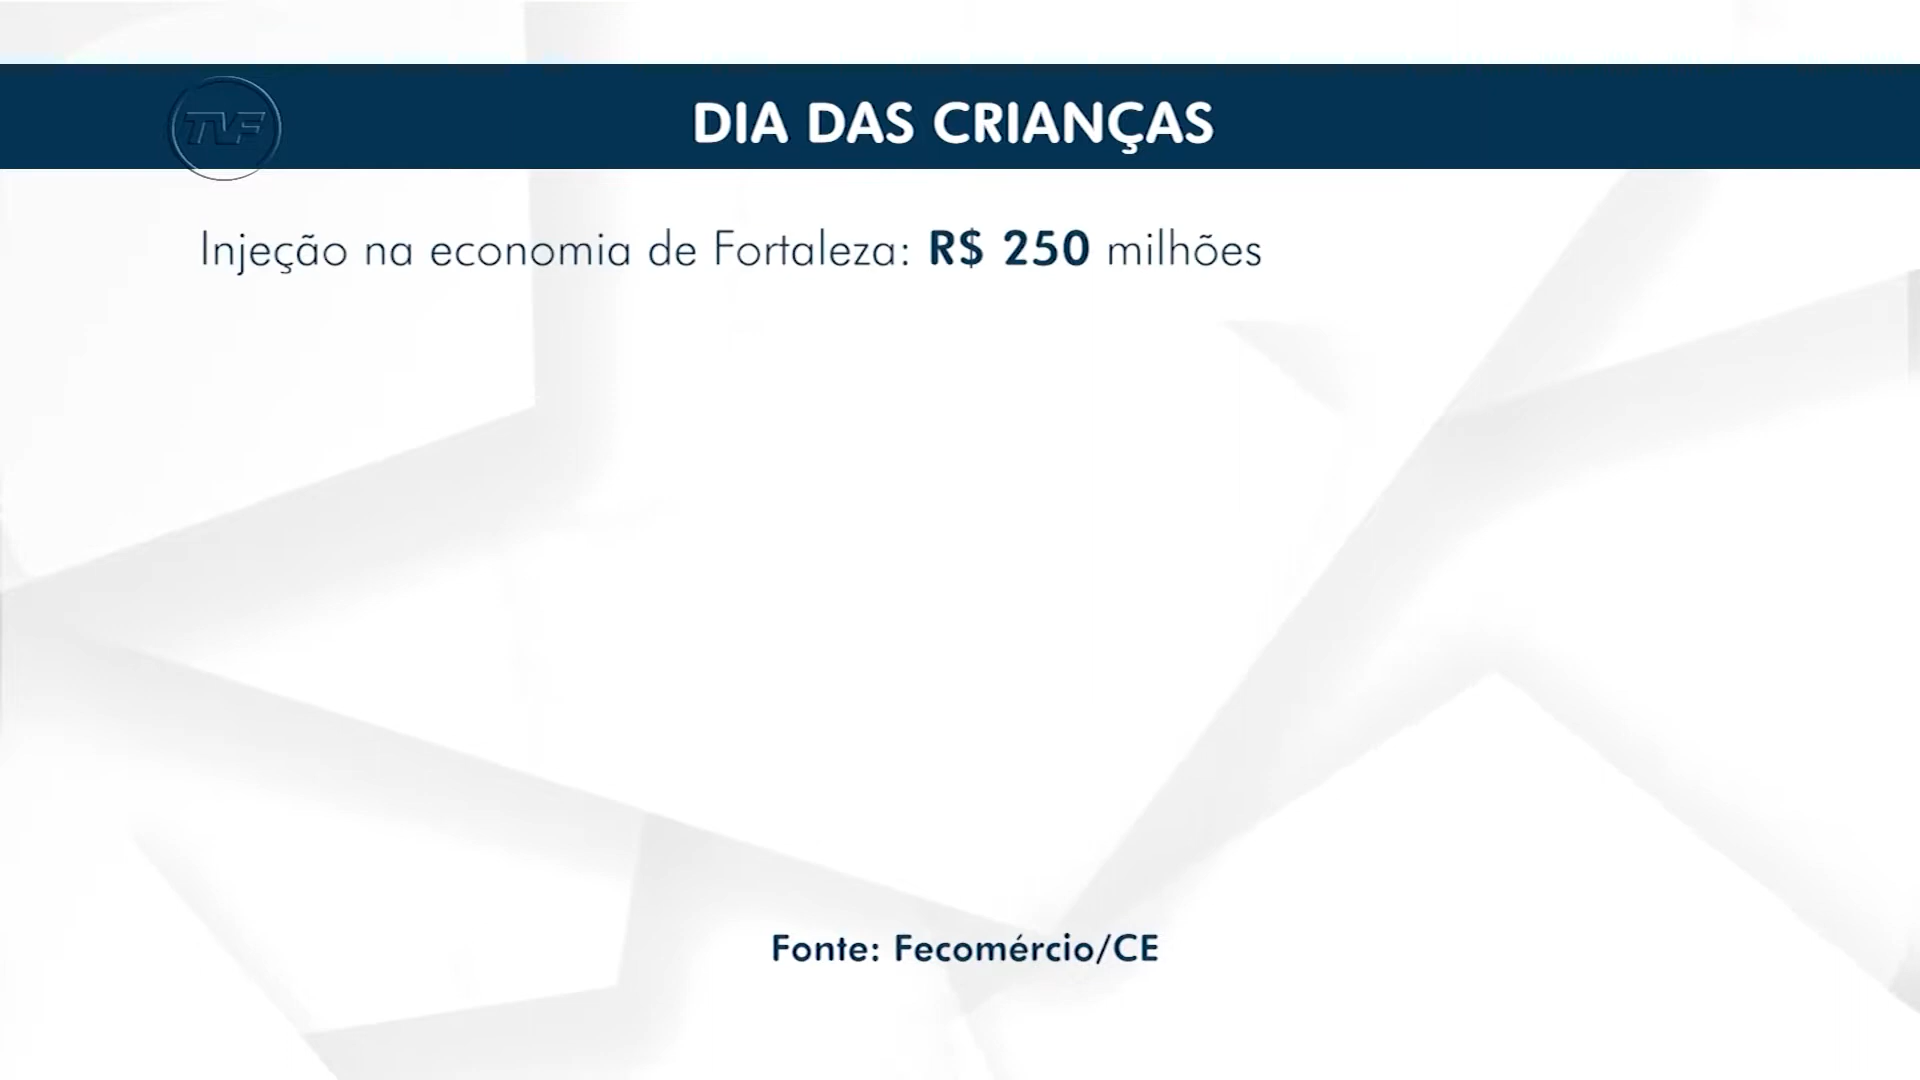 DIA DAS CRIANÇAS
TVF
Injeção na economia de Fortaleza: R$ 250 milhões
Fonte: Fecomércio/CE